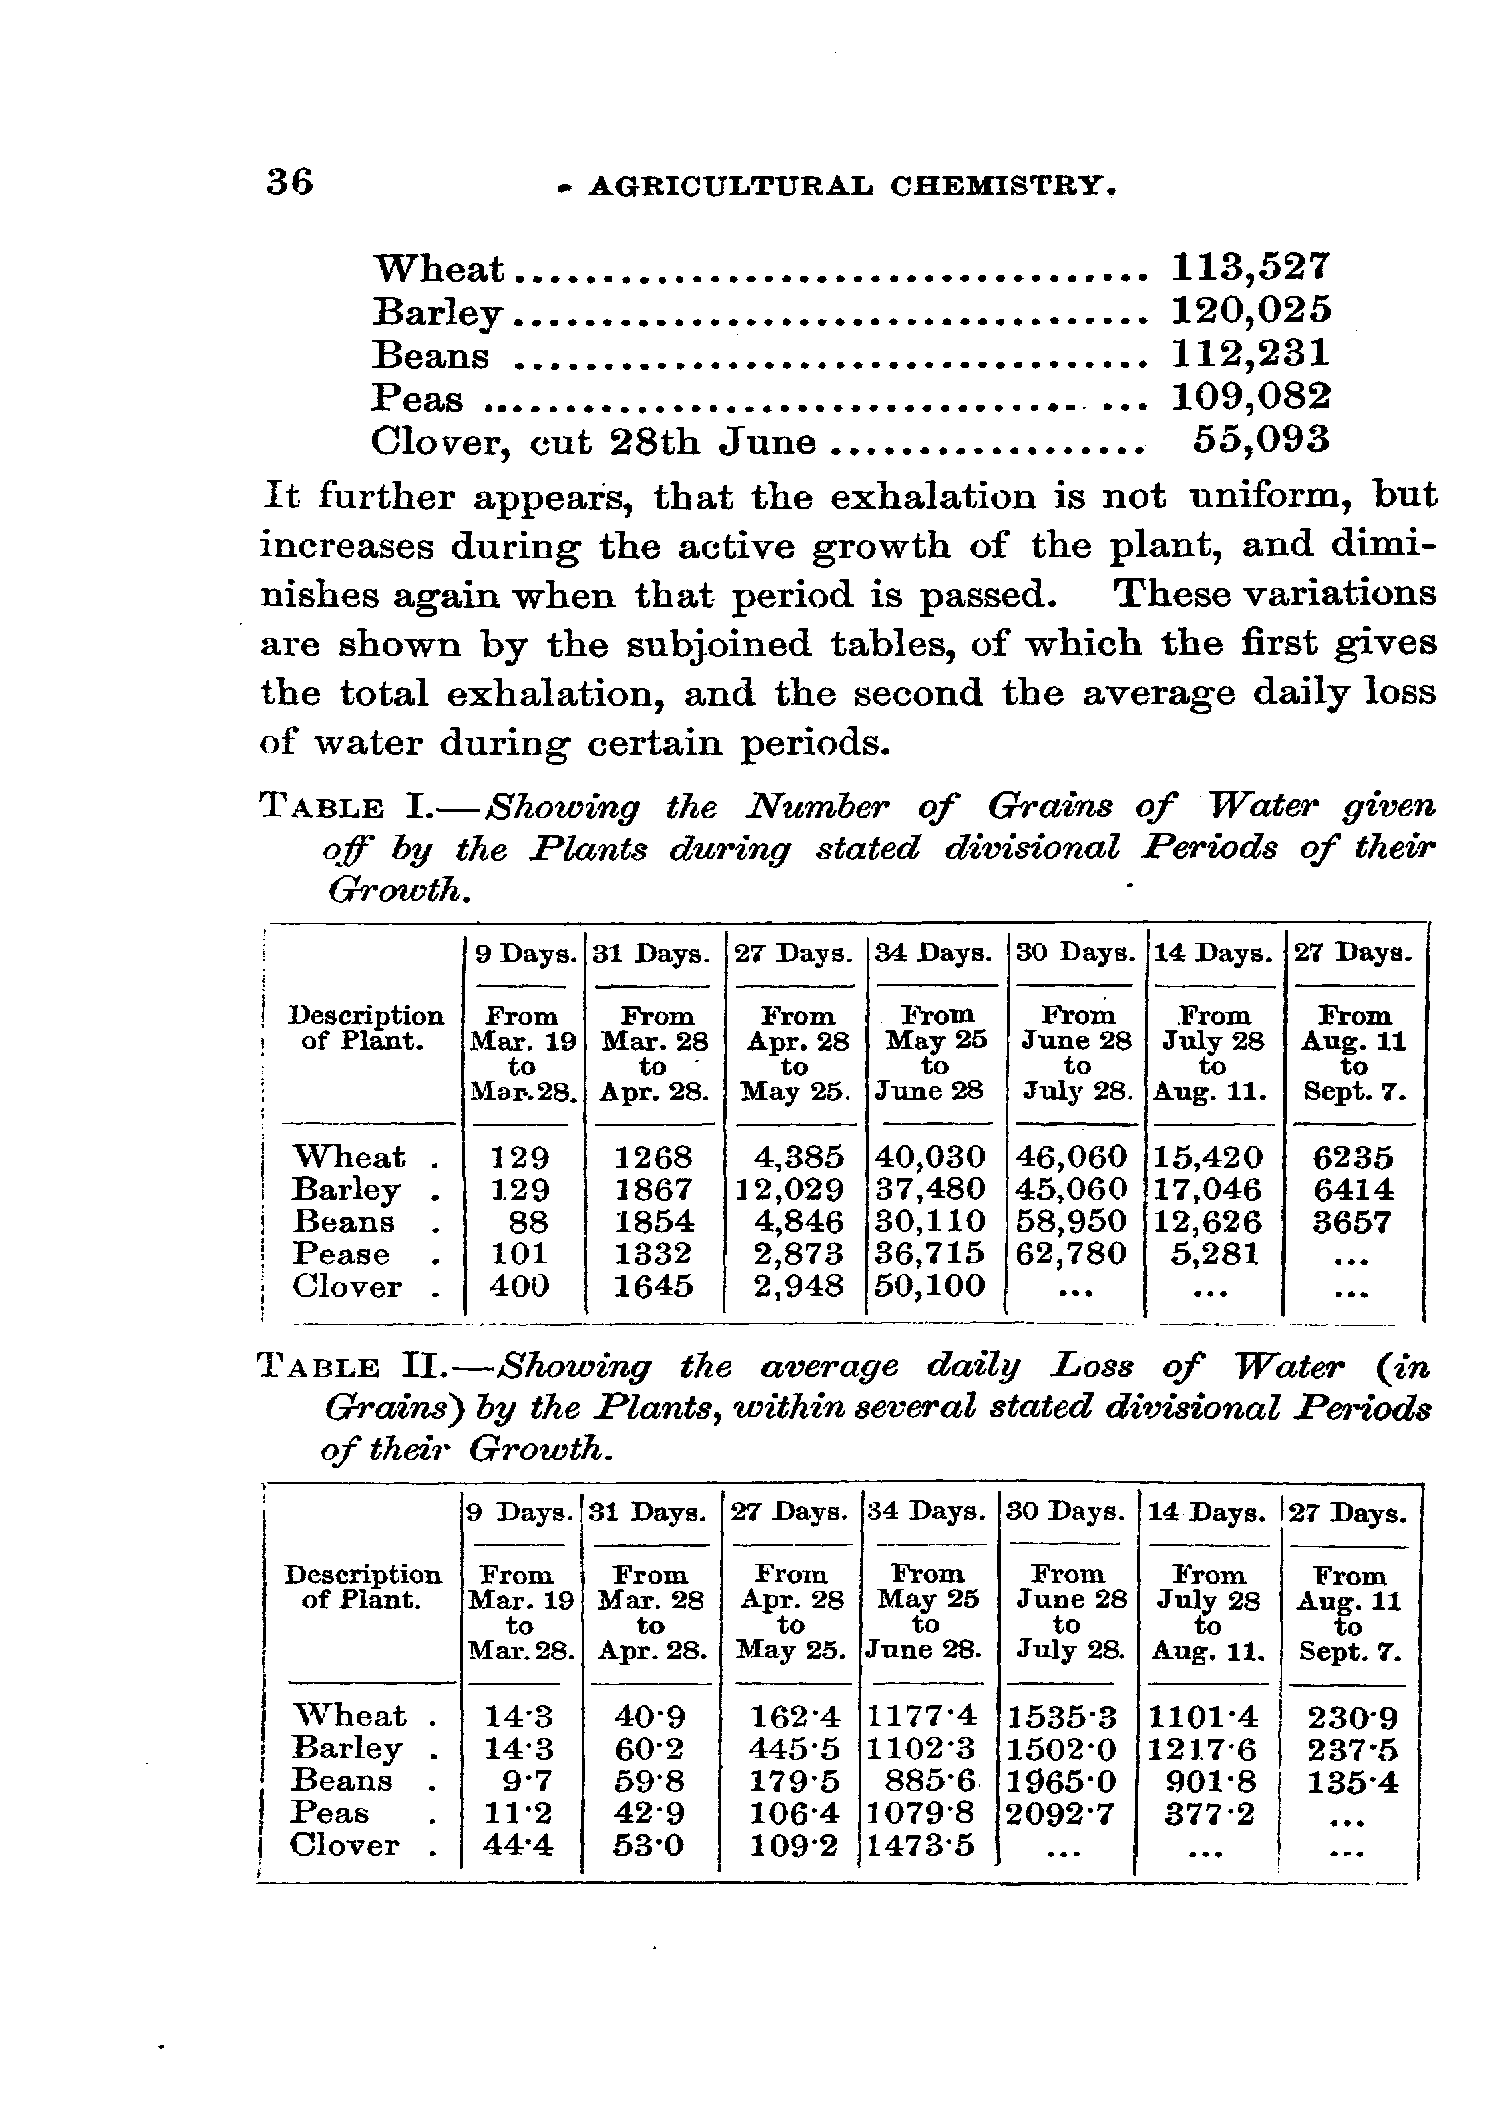 36 AGRICULTURAL CHEMISTRY.
Wheat .................................... 113,527
Barley .................................... 120,025
Beans .................................... 112,231
Peas .................................... 109,082
Clover, cut 28th June .................. 55,093
It further appears, that the exhalation is not uniform, but
increases during the active growth of the plant, and dimi-
nishes again when that period is passed. These variations
are shown by the subjoined tables, of which the first gives
the total exhalation, and the second the average daily loss
of water during certain periods.
TABLE I.—Showing the Number of Grains of Water given
off by the Plants during stated divisional Periods of their
Growth.
9 Days. 31 Days. 27 Days. 34 Days. 30 Days. 14 Days. 27 Days.
Description From From From From From From From
of Plant. Mar. 19 Mar. 28 Apr. 28 May 25 June 28 July 28 Aug. 11
to to to to to to to
Mar. 28. Apr. 28. May 25. June 28 July 28. Aug. 11. Sept. 7.
Wheat . 129 1268 4,385 40,030 46,060 15,420 6235
Barley . 129 1867 12,029 37,480 45,060 17,046 6414
Beans . 88 1854 4,846 30,110 58,950 12,626 3657
Pease . 101 1332 2,873 36,715 62,780 5,281 ...
Clover . 400 1645 2,948 50,100 ... ... ...
TABLE II.—Showing the average daily Loss of Water (in
Grains) by the Plants, within several stated divisional Periods
of their Growth.
9 Days. 31 Days. 27 Days. 34 Days. 30 Days. 14 Days. 27 Days.
Description From From From From From From From
of Plant. Mar. 19 Mar. 28 Apr. 28 May 25 June 28 July 28 Aug. 11
to to to to to to to
Mar. 28. Apr. 28. May 25. June 28. July 28. Aug. 11. Sept. 7.
Wheat . 14·3 40·9 162·4 1177·4 1535·3 1101·4 230·9
Barley . 14·3 60·2 445·5 1102·3 1502·0 1217·6 237·5
Beans . 9·7 59·8 179·5 885·6 1965·0 901·8 135·4
Peas . 11·2 42·9 106·4 1079·8 2092·7 377·2 ...
Clover . 44·4 53·0 109·2 1473·5 ... ... ...